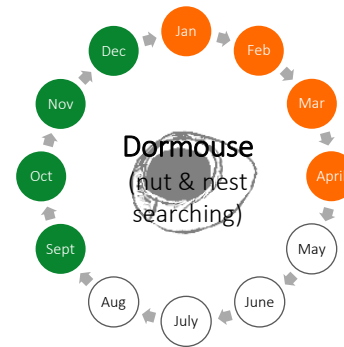 Jan
Feb
Mar
April
May
June
July
Aug
Sept
Oct
Nov
Dec
Dormouse
(nut & nest
searching)